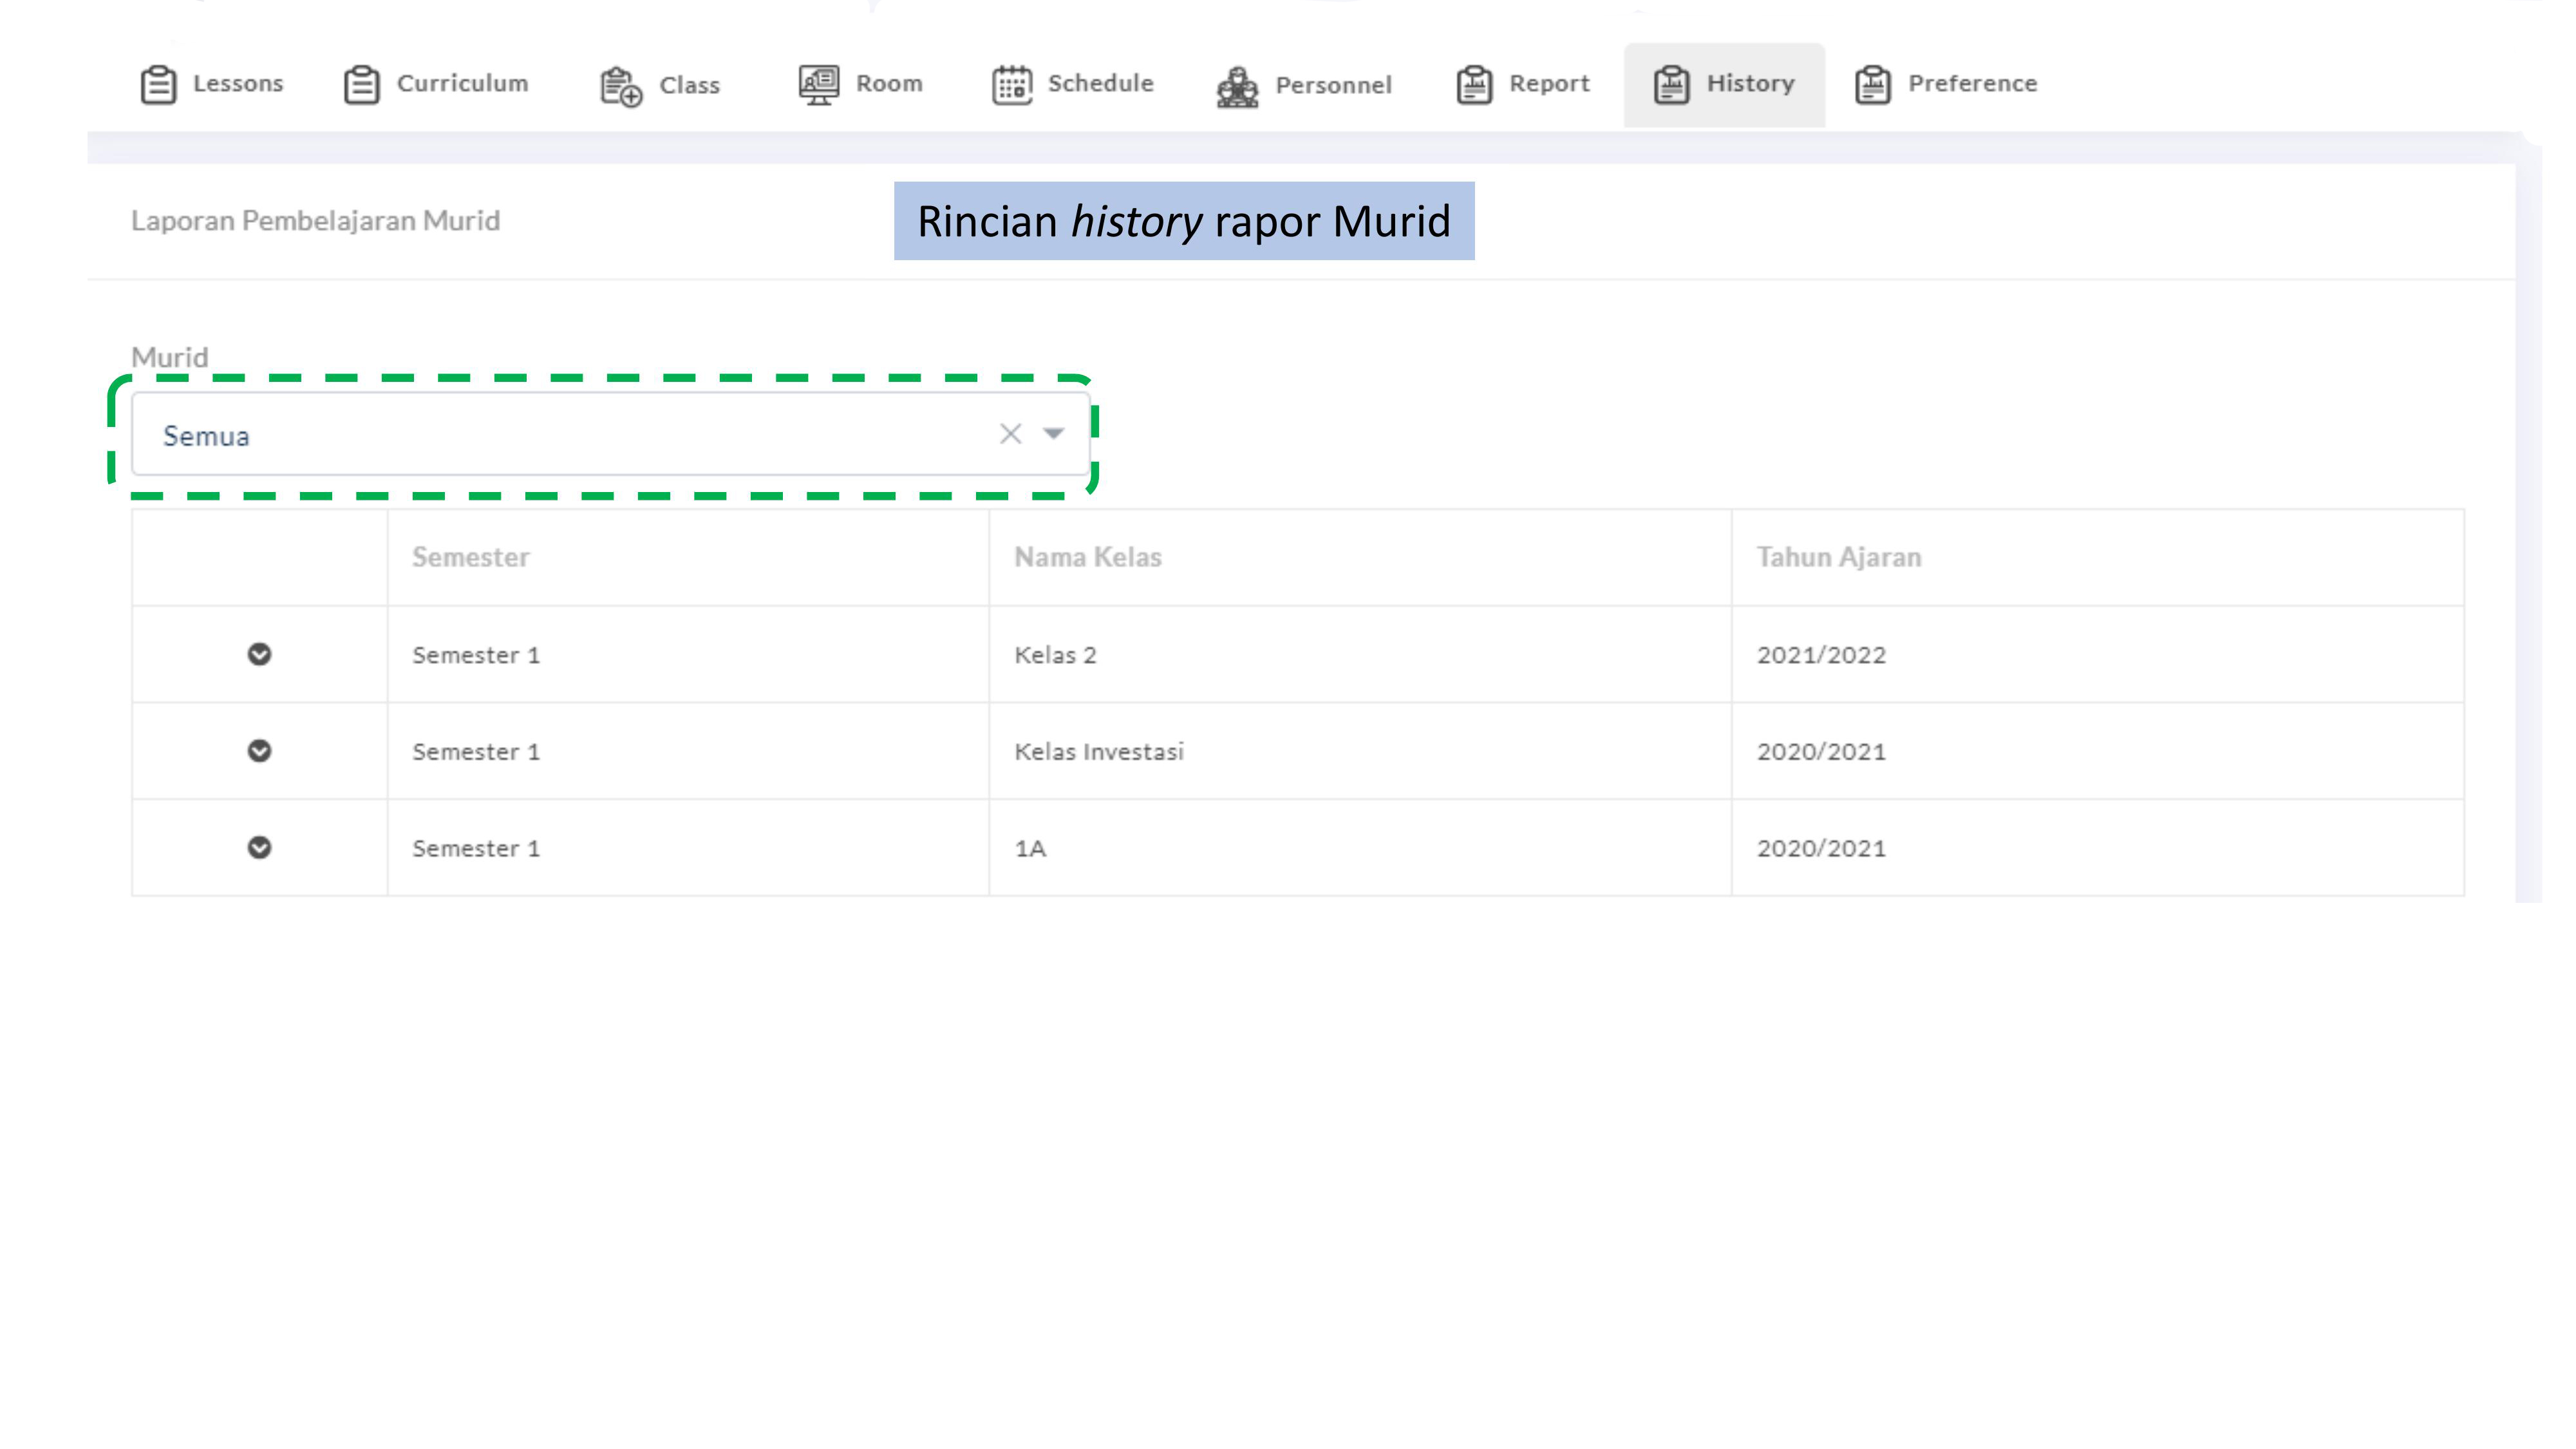 Lessons Curriculum Class Room Schedule Personnel Report History Preference
Laporan Pembelajaran Murid
Rincian history rapor Murid
Murid
Semua
Semester Nama Kelas Tahun Ajaran
Semester 1 Kelas 2 2021/2022
Semester 1 Kelas Investasi 2020/2021
Semester 1 1A 2020/2021